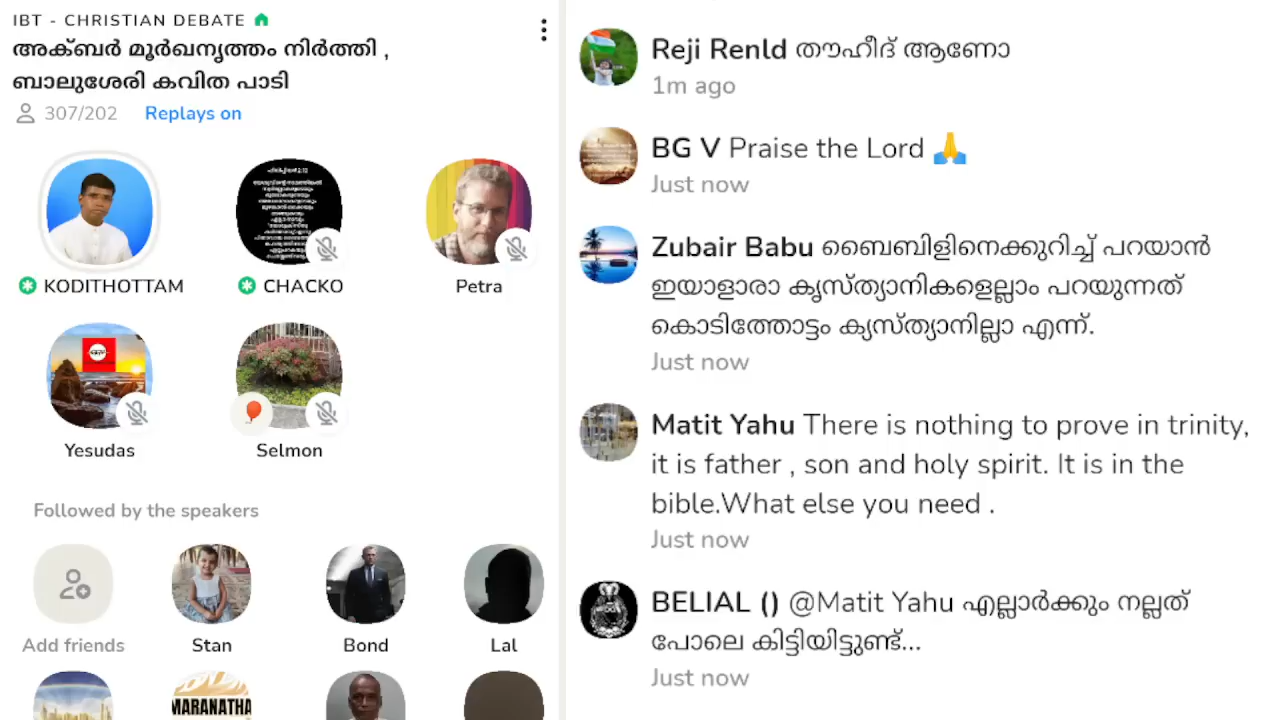 IBT - CHRISTIAN DEBATE
അക്ബർ മൂർഖനൃത്തം നിർത്തി ,
ബാലുശേരി കവിത പാടി
307/202 Replays on
KODITHOTTAM
CHACKO
Petra
Yesudas
Selmon
Followed by the speakers
Add friends
Stan
Bond
Lal
MARANATHA
Reji Renld തൗഹീദ് ആണോ
1m ago
BG V Praise the Lord 🙏
Just now
Zubair Babu ബൈബിളിനെക്കുറിച്ച് പറയാൻ
ഇയാളാരാ കൃസ്ത്യാനികളെല്ലാം പറയുന്നത്
കൊടിത്തോട്ടം ക്യസ്ത്യാനില്ലാ എന്ന്.
Just now
Matit Yahu There is nothing to prove in trinity,
it is father , son and holy spirit. It is in the
bible.What else you need .
Just now
BELIAL () @Matit Yahu എല്ലാർക്കും നല്ലത്
പോലെ കിട്ടിയിട്ടുണ്ട്...
Just now